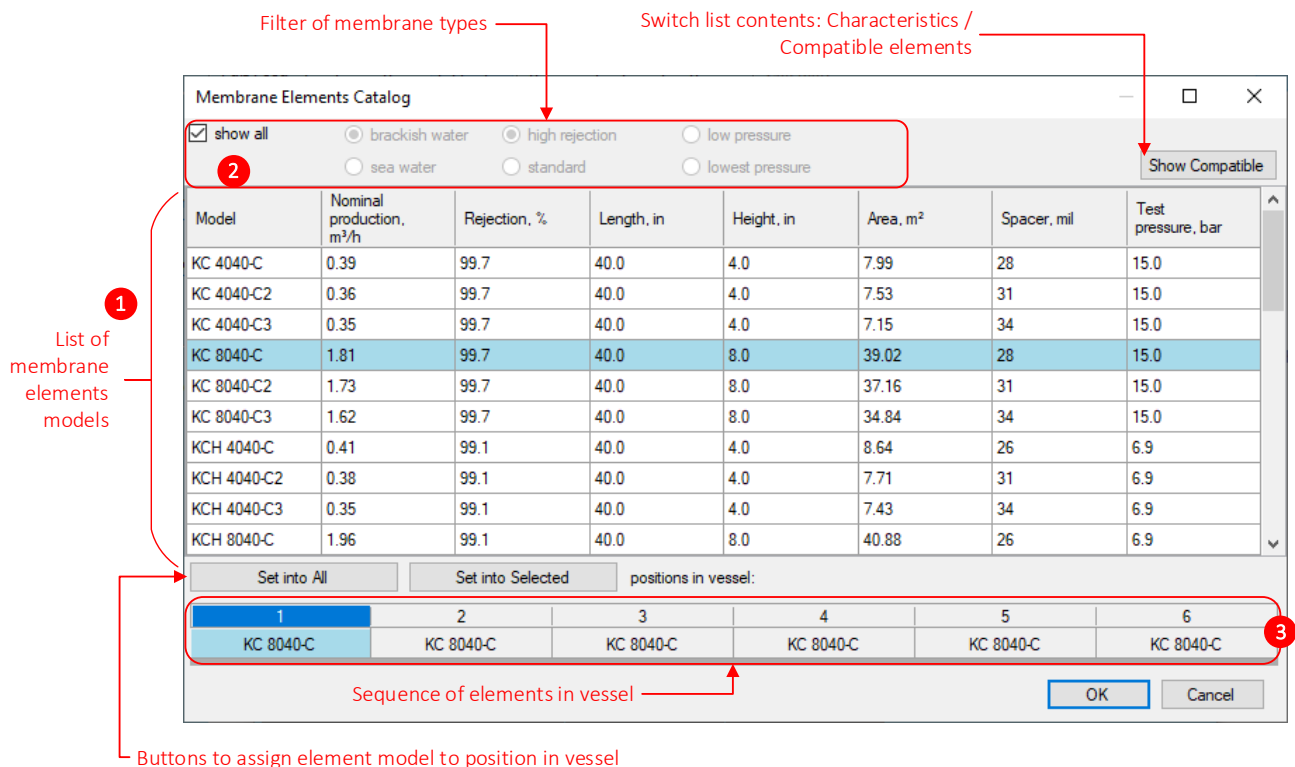 Filter of membrane types
Switch list contents: Characteristics /
Compatible elements
Membrane Elements Catalog
show all
brackish water
high rejection
low pressure
2
sea water
standard
lowest pressure
Show Compatible
Model
Nominal
production,
m³/h
Rejection, %
Length, in
Height, in
Area, m²
Spacer, mil
Test
pressure, bar
KC 4040-C 0.39 99.7 40.0 4.0 7.99 28 15.0
KC 4040-C2 0.36 99.7 40.0 4.0 7.53 31 15.0
KC 4040-C3 0.35 99.7 40.0 4.0 7.15 34 15.0
KC 8040-C 1.81 99.7 40.0 8.0 39.02 28 15.0
KC 8040-C2 1.73 99.7 40.0 8.0 37.16 31 15.0
KC 8040-C3 1.62 99.7 40.0 8.0 34.84 34 15.0
KCH 4040-C 0.41 99.1 40.0 4.0 8.64 26 6.9
KCH 4040-C2 0.38 99.1 40.0 4.0 7.71 31 6.9
KCH 4040-C3 0.35 99.1 40.0 4.0 7.43 34 6.9
KCH 8040-C 1.96 99.1 40.0 8.0 40.88 26 6.9
1
List of
membrane
elements
models
Set into All
Set into Selected
positions in vessel:
1 2 3 4 5 6
KC 8040-C KC 8040-C KC 8040-C KC 8040-C KC 8040-C KC 8040-C
3
Sequence of elements in vessel
OK
Cancel
Buttons to assign element model to position in vessel